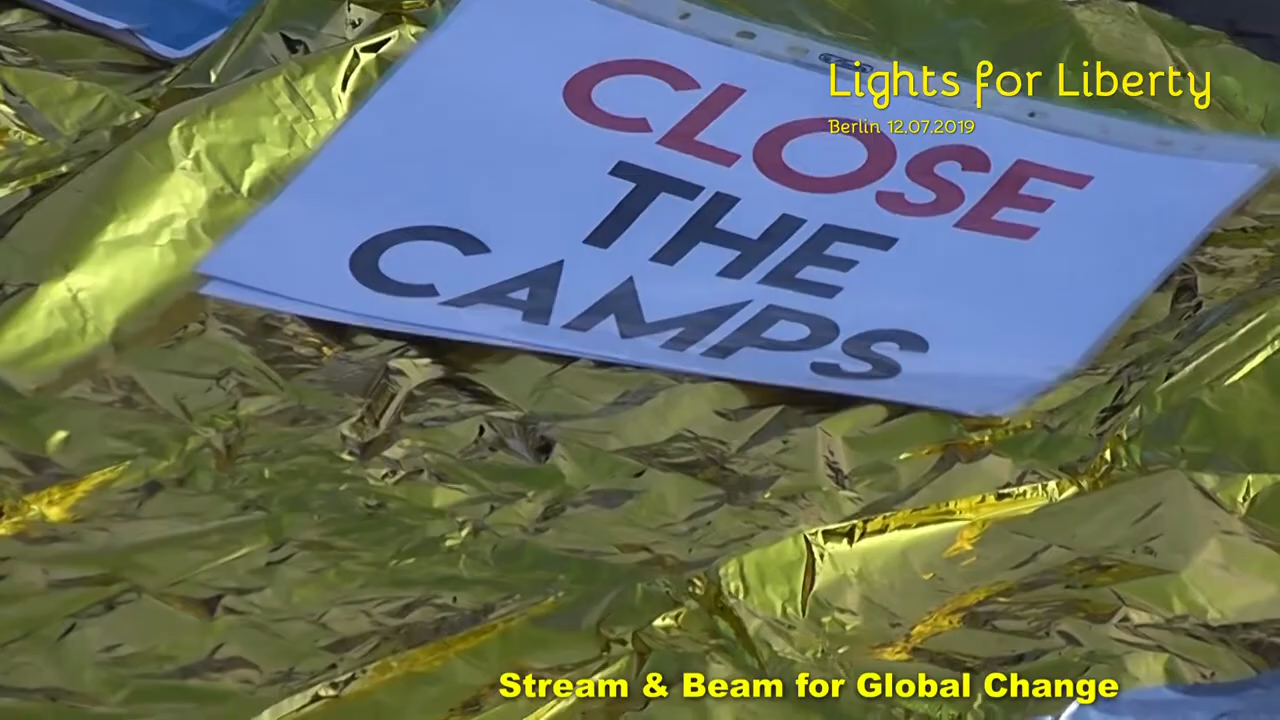 Lights for Liberty
Berlin 12.07.2019
CLOSE
THE
CAMPS
Stream & Beam for Global Change